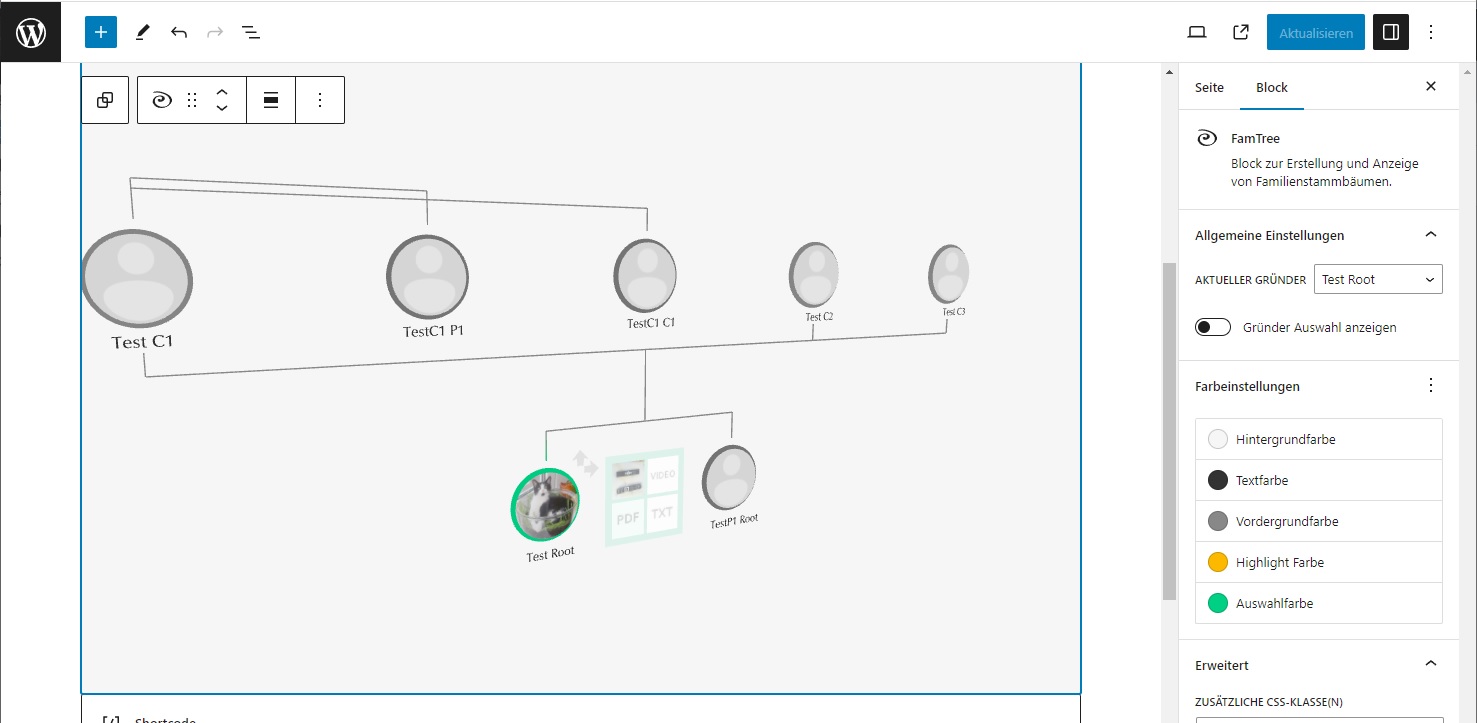 Aktualisieren
Seite
Block
FamTree
Block zur Erstellung und Anzeige
von Familienstammbäumen.
Allgemeine Einstellungen
AKTUELLER GRÜNDER
Test Root
Gründer Auswahl anzeigen
Farbeinstellungen
Hintergrundfarbe
Textfarbe
Vordergrundfarbe
Highlight Farbe
Auswahlfarbe
Erweitert
ZUSÄTZLICHE CSS-KLASSE(N)
Test C1
TestC1 P1
TestC1 C1
Test C2
Test C3
VIDEO
PDF
TXT
Test Root
TestP1 Root
[/]
Shortcode